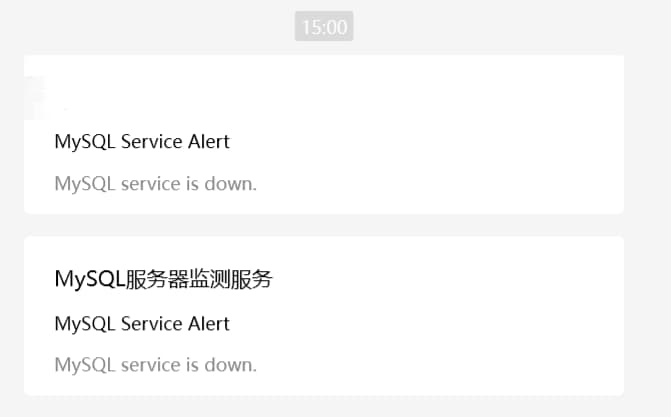 15:00
MySQL Service Alert
MySQL service is down.
MySQL服务器监测服务
MySQL Service Alert
MySQL service is down.